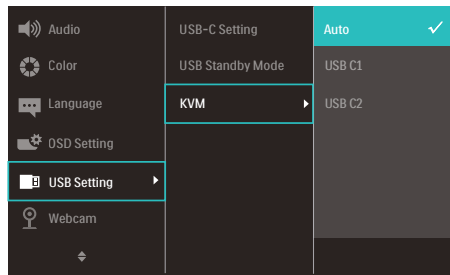 Audio
Color
Language
OSD Setting
USB Setting
Webcam
USB-C Setting
USB Standby Mode
KVM
Auto
USB C1
USB C2